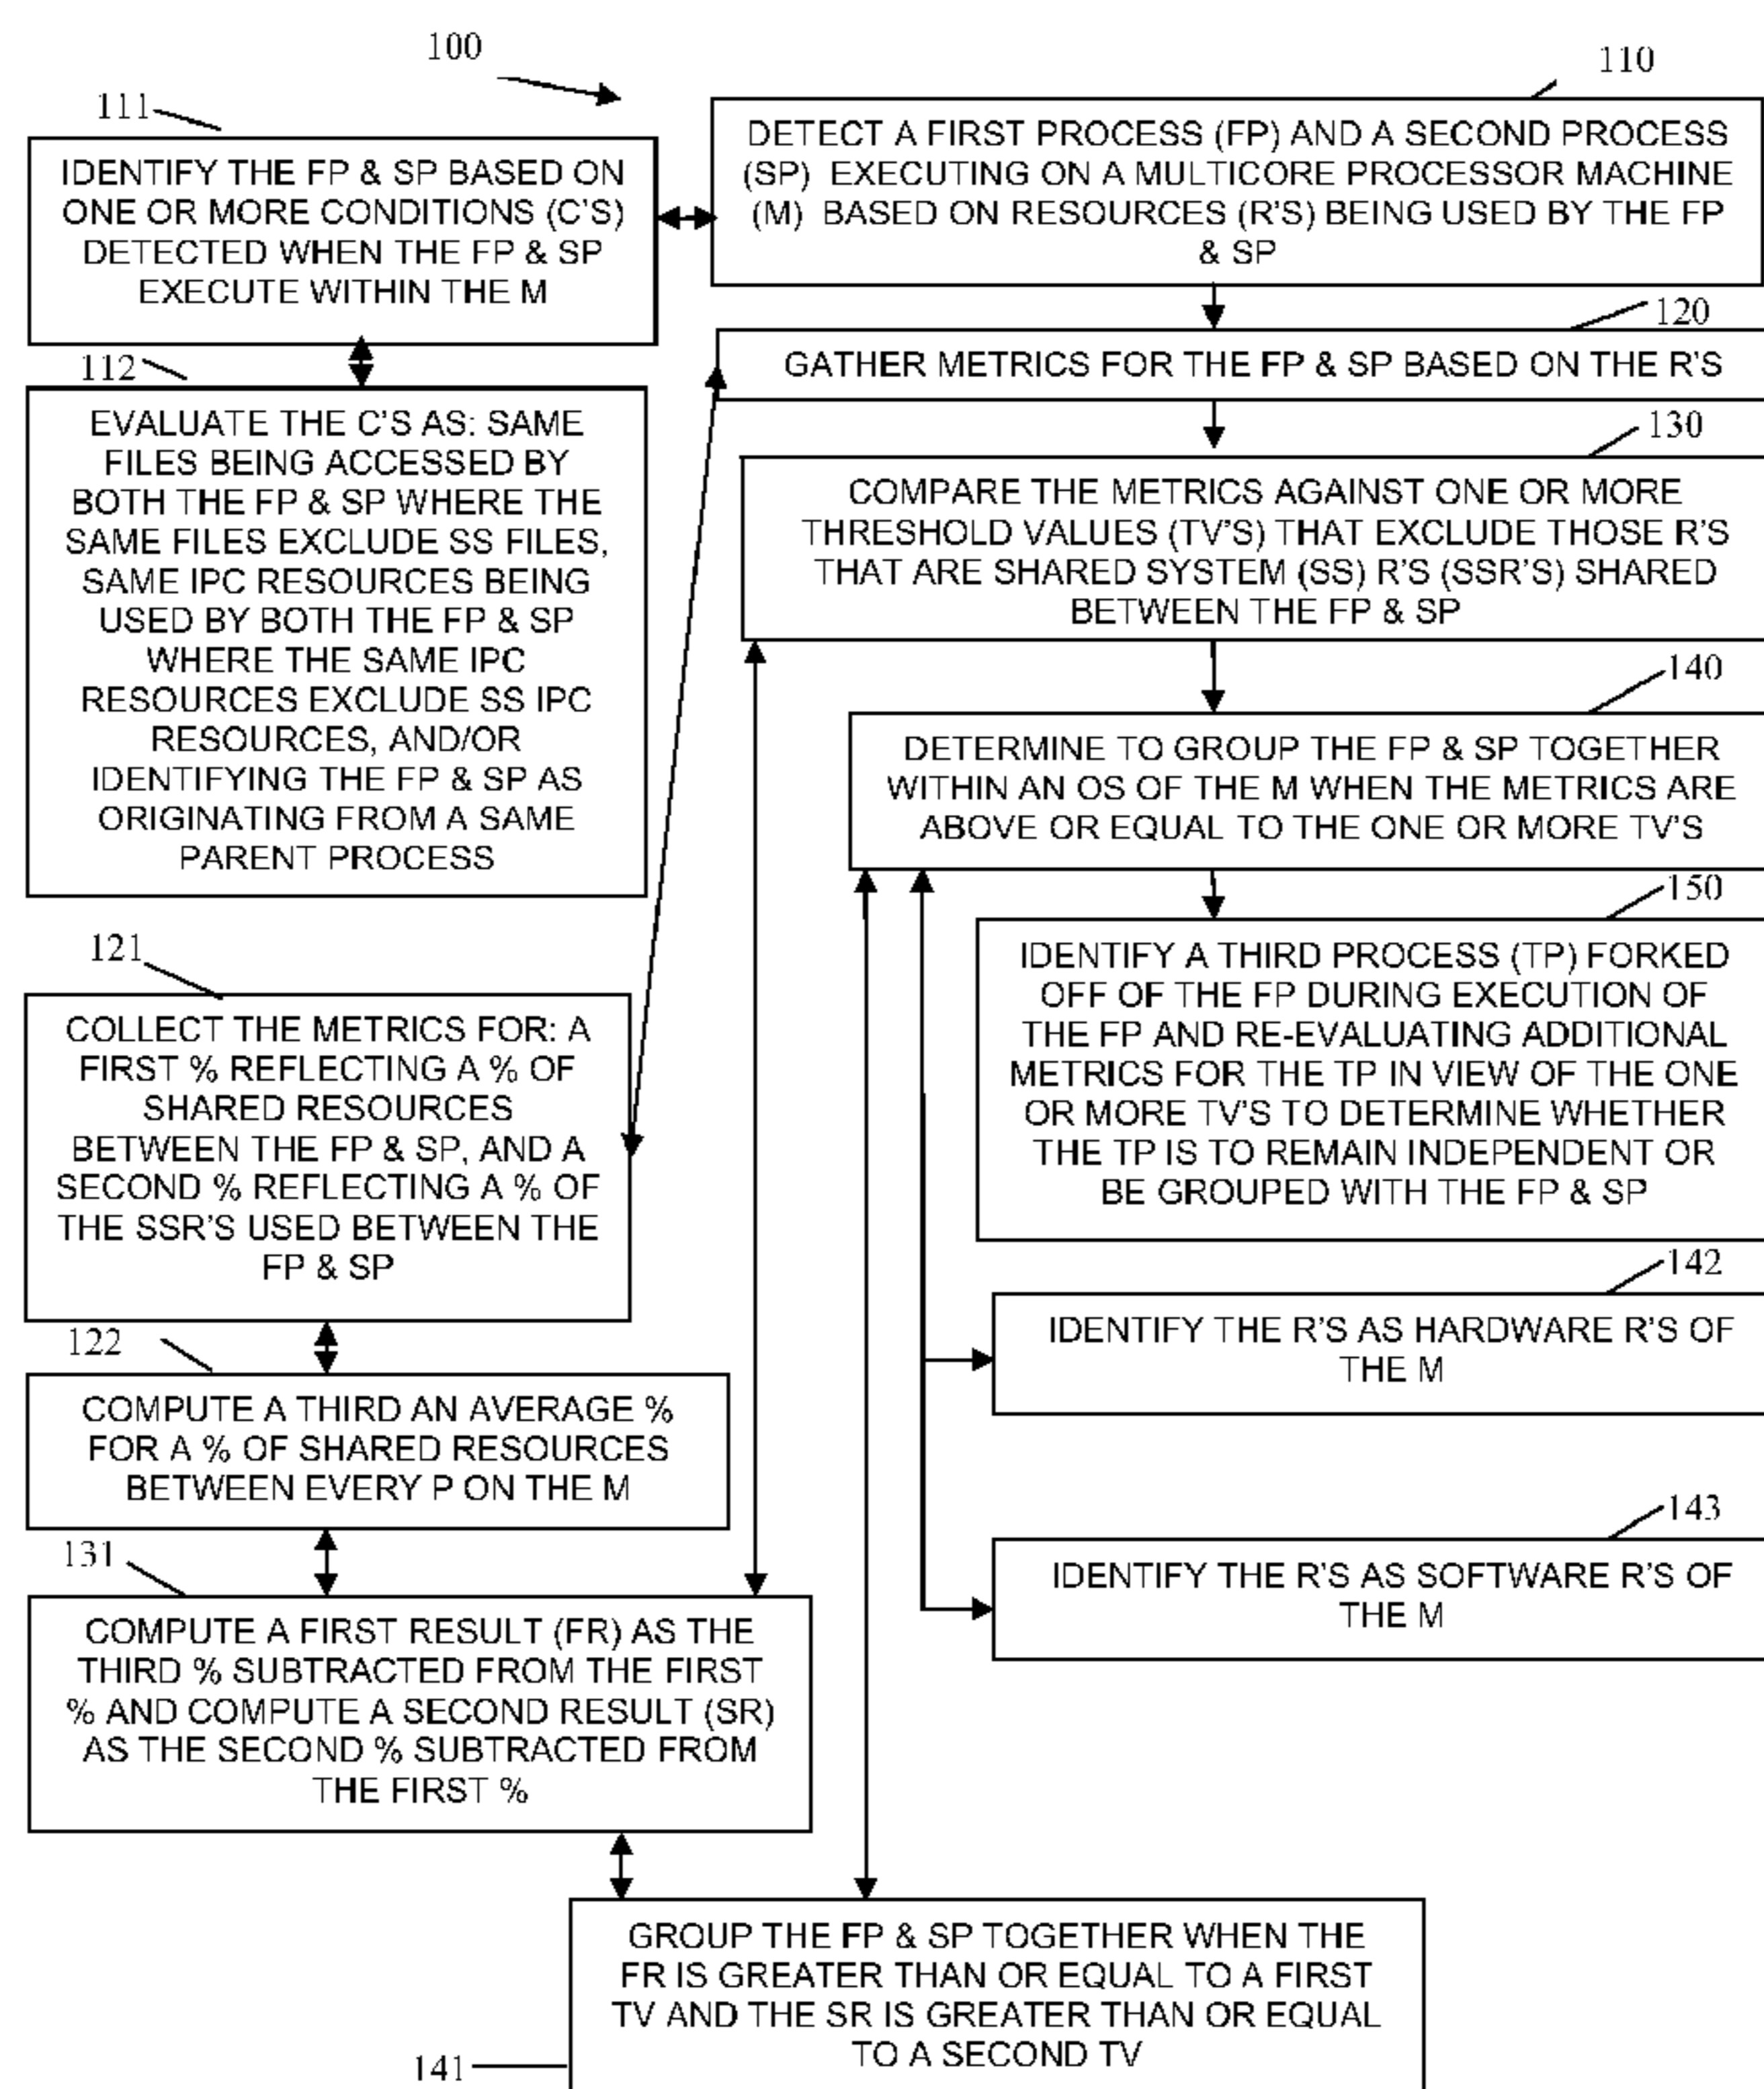 100
110
DETECT A FIRST PROCESS (FP) AND A SECOND PROCESS
(SP) EXECUTING ON A MULTICORE PROCESSOR MACHINE
(M) BASED ON RESOURCES (R'S) BEING USED BY THE FP
& SP
111
IDENTIFY THE FP & SP BASED ON
ONE OR MORE CONDITIONS (C'S)
DETECTED WHEN THE FP & SP
EXECUTE WITHIN THE M
112
EVALUATE THE C'S AS: SAME
FILES BEING ACCESSED BY
BOTH THE FP & SP WHERE THE
SAME FILES EXCLUDE SS FILES,
SAME IPC RESOURCES BEING
USED BY BOTH THE FP & SP
WHERE THE SAME IPC
RESOURCES EXCLUDE SS IPC
RESOURCES, AND/OR
IDENTIFYING THE FP & SP AS
ORIGINATING FROM A SAME
PARENT PROCESS
120
GATHER METRICS FOR THE FP & SP BASED ON THE R'S
130
COMPARE THE METRICS AGAINST ONE OR MORE
THRESHOLD VALUES (TV'S) THAT EXCLUDE THOSE R'S
THAT ARE SHARED SYSTEM (SS) R'S (SSR'S) SHARED
BETWEEN THE FP & SP
140
DETERMINE TO GROUP THE FP & SP TOGETHER
WITHIN AN OS OF THE M WHEN THE METRICS ARE
ABOVE OR EQUAL TO THE ONE OR MORE TV'S
150
IDENTIFY A THIRD PROCESS (TP) FORKED
OFF OF THE FP DURING EXECUTION OF
THE FP AND RE-EVALUATING ADDITIONAL
METRICS FOR THE TP IN VIEW OF THE ONE
OR MORE TV'S TO DETERMINE WHETHER
THE TP IS TO REMAIN INDEPENDENT OR
BE GROUPED WITH THE FP & SP
121
COLLECT THE METRICS FOR: A
FIRST % REFLECTING A % OF
SHARED RESOURCES
BETWEEN THE FP & SP, AND A
SECOND % REFLECTING A % OF
THE SSR'S USED BETWEEN THE
FP & SP
122
COMPUTE A THIRD AN AVERAGE %
FOR A % OF SHARED RESOURCES
BETWEEN EVERY P ON THE M
142
IDENTIFY THE R'S AS HARDWARE R'S OF
THE M
143
IDENTIFY THE R'S AS SOFTWARE R'S OF
THE M
131
COMPUTE A FIRST RESULT (FR) AS THE
THIRD % SUBTRACTED FROM THE FIRST
% AND COMPUTE A SECOND RESULT (SR)
AS THE SECOND % SUBTRACTED FROM
THE FIRST %
GROUP THE FP & SP TOGETHER WHEN THE
FR IS GREATER THAN OR EQUAL TO A FIRST
TV AND THE SR IS GREATER THAN OR EQUAL
TO A SECOND TV
141